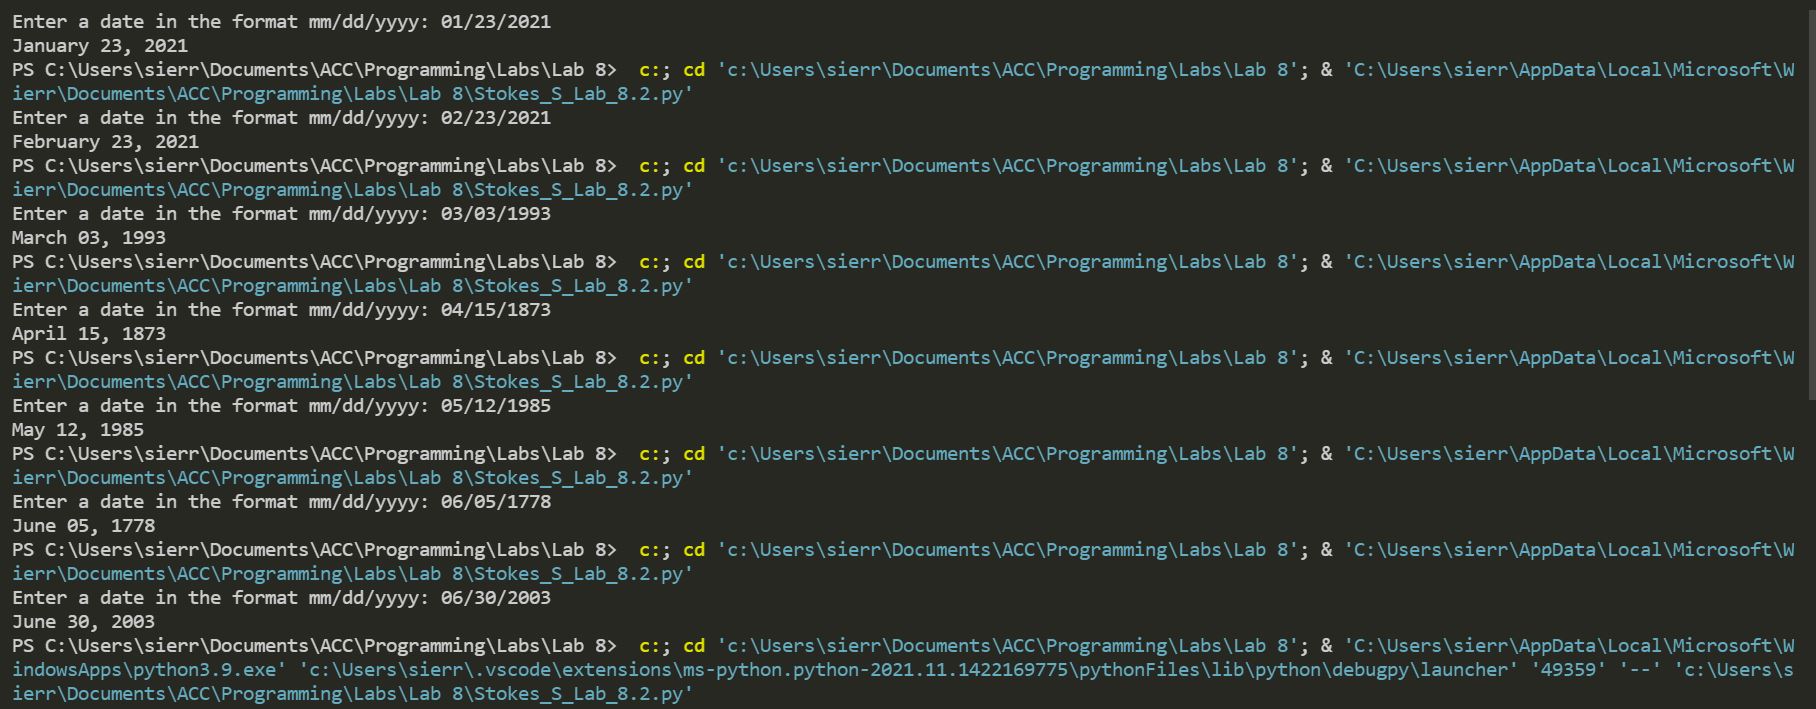 Enter a date in the format mm/dd/yyyy: 01/23/2021
January 23, 2021
PS C:\Users\sierr\Documents\ACC\Programming\Labs\Lab 8>  c:; cd 'c:\Users\sierr\Documents\ACC\Programming\Labs\Lab 8'; & 'C:\Users\sierr\AppData\Local\Microsoft\W
ierr\Documents\ACC\Programming\Labs\Lab 8\Stokes_S_Lab_8.2.py'
Enter a date in the format mm/dd/yyyy: 02/23/2021
February 23, 2021
PS C:\Users\sierr\Documents\ACC\Programming\Labs\Lab 8>  c:; cd 'c:\Users\sierr\Documents\ACC\Programming\Labs\Lab 8'; & 'C:\Users\sierr\AppData\Local\Microsoft\W
ierr\Documents\ACC\Programming\Labs\Lab 8\Stokes_S_Lab_8.2.py'
Enter a date in the format mm/dd/yyyy: 03/03/1993
March 03, 1993
PS C:\Users\sierr\Documents\ACC\Programming\Labs\Lab 8>  c:; cd 'c:\Users\sierr\Documents\ACC\Programming\Labs\Lab 8'; & 'C:\Users\sierr\AppData\Local\Microsoft\W
ierr\Documents\ACC\Programming\Labs\Lab 8\Stokes_S_Lab_8.2.py'
Enter a date in the format mm/dd/yyyy: 04/15/1873
April 15, 1873
PS C:\Users\sierr\Documents\ACC\Programming\Labs\Lab 8>  c:; cd 'c:\Users\sierr\Documents\ACC\Programming\Labs\Lab 8'; & 'C:\Users\sierr\AppData\Local\Microsoft\W
ierr\Documents\ACC\Programming\Labs\Lab 8\Stokes_S_Lab_8.2.py'
Enter a date in the format mm/dd/yyyy: 05/12/1985
May 12, 1985
PS C:\Users\sierr\Documents\ACC\Programming\Labs\Lab 8>  c:; cd 'c:\Users\sierr\Documents\ACC\Programming\Labs\Lab 8'; & 'C:\Users\sierr\AppData\Local\Microsoft\W
ierr\Documents\ACC\Programming\Labs\Lab 8\Stokes_S_Lab_8.2.py'
Enter a date in the format mm/dd/yyyy: 06/05/1778
June 05, 1778
PS C:\Users\sierr\Documents\ACC\Programming\Labs\Lab 8>  c:; cd 'c:\Users\sierr\Documents\ACC\Programming\Labs\Lab 8'; & 'C:\Users\sierr\AppData\Local\Microsoft\W
ierr\Documents\ACC\Programming\Labs\Lab 8\Stokes_S_Lab_8.2.py'
Enter a date in the format mm/dd/yyyy: 06/30/2003
June 30, 2003
PS C:\Users\sierr\Documents\ACC\Programming\Labs\Lab 8>  c:; cd 'c:\Users\sierr\Documents\ACC\Programming\Labs\Lab 8'; & 'C:\Users\sierr\AppData\Local\Microsoft\W
indowsApps\python3.9.exe' 'c:\Users\sierr\.vscode\extensions\ms-python.python-2021.11.1422169775\pythonFiles\lib\python\debugpy\launcher' '49359' '--' 'c:\Users\s
ierr\Documents\ACC\Programming\Labs\Lab 8\Stokes_S_Lab_8.2.py'